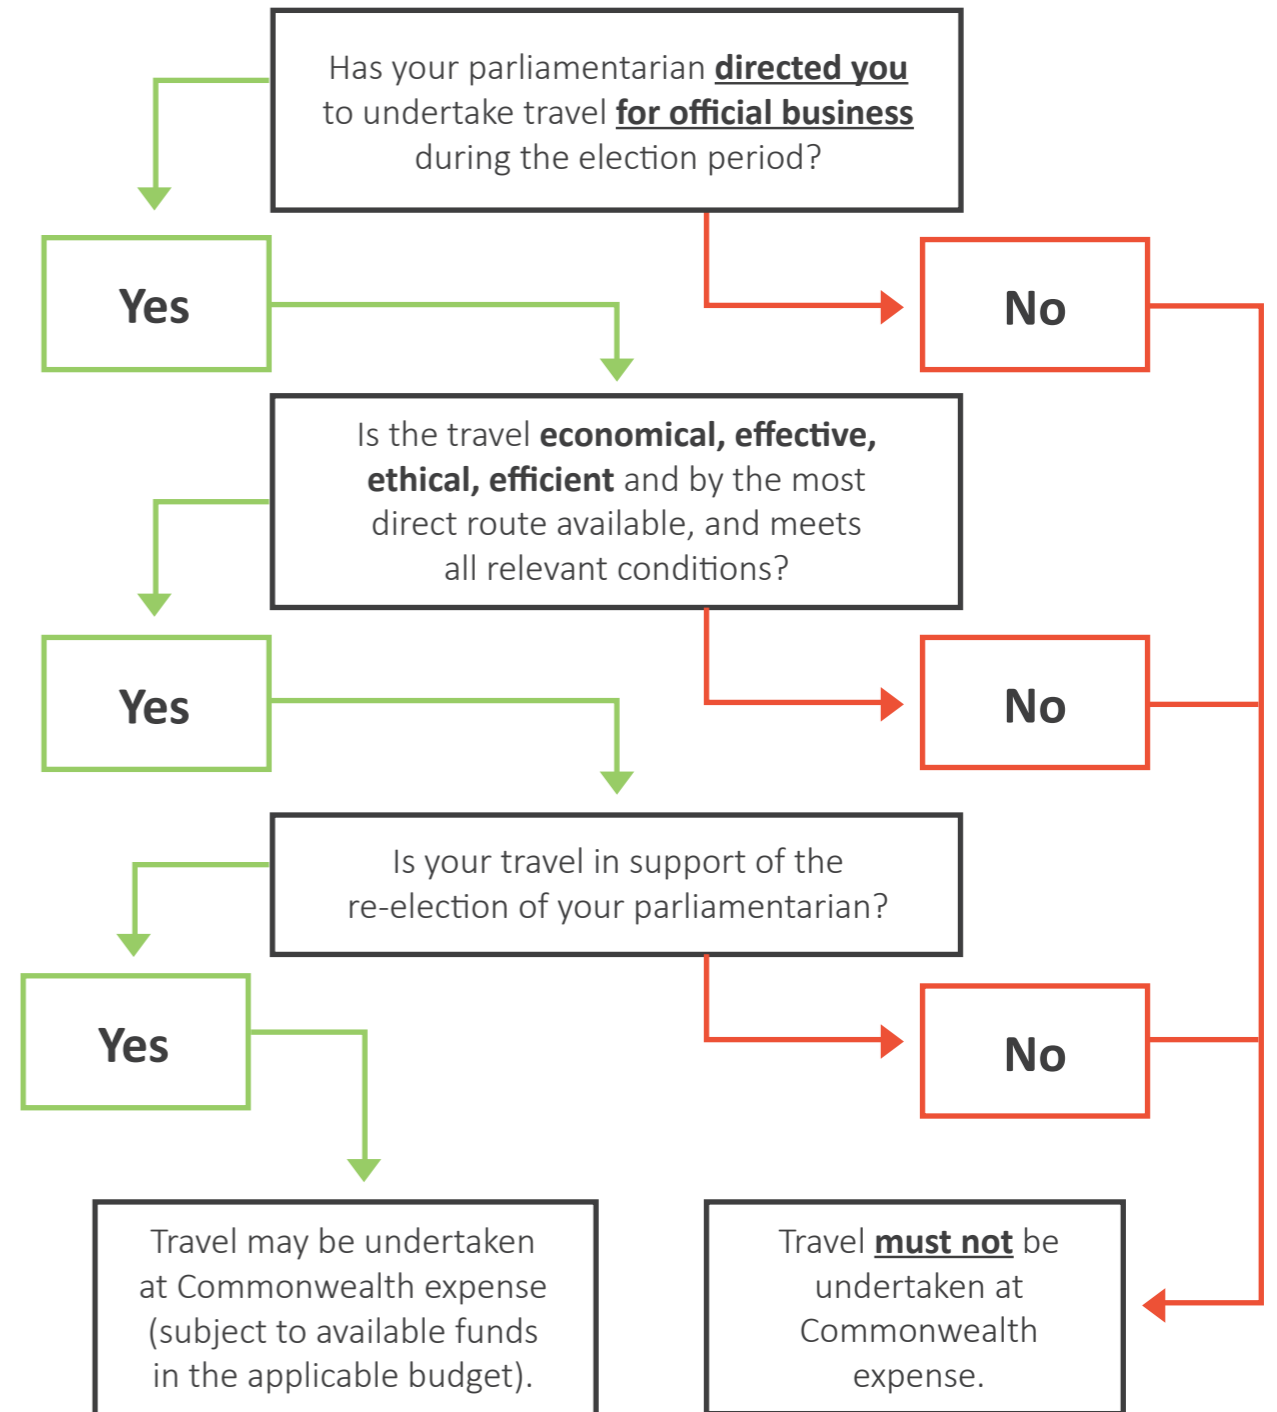 Has your parliamentarian directed you
to undertake travel for official business
during the election period?
Yes
No
Is the travel economical, effective,
ethical, efficient and by the most
direct route available, and meets
all relevant conditions?
Yes
No
Is your travel in support of the
re-election of your parliamentarian?
Yes
No
Travel may be undertaken
at Commonwealth expense
(subject to available funds
in the applicable budget).
Travel must not be
undertaken at
Commonwealth
expense.